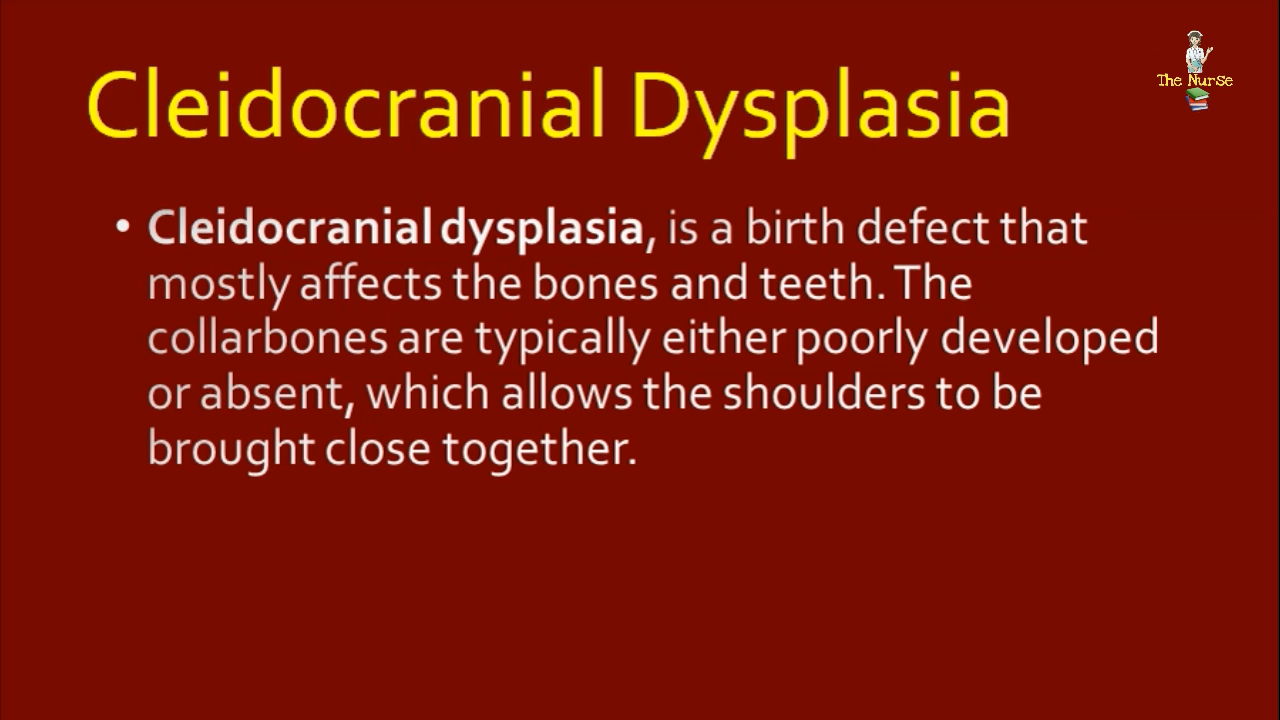 Cleidocranial Dysplasia
The Nurse
• Cleidocranial dysplasia, is a birth defect that
mostly affects the bones and teeth. The
collarbones are typically either poorly developed
or absent, which allows the shoulders to be
brought close together.